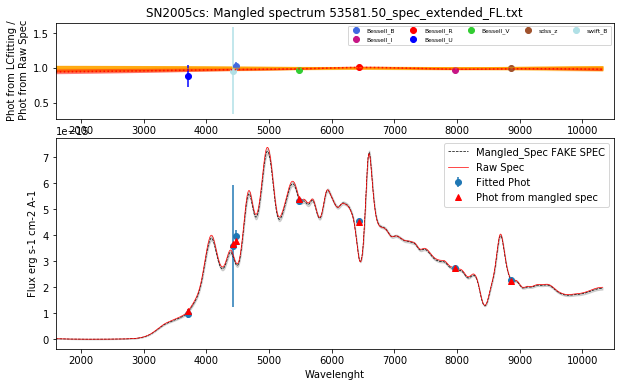 SN2005cs: Mangled spectrum 53581.50_spec_extended_FL.txt
Phot from LCfitting /
Phot from Raw Spec
1.5
1.0
0.5
Bessell_B
Bessell_I
Bessell_R
Bessell_U
Bessell_V
sdss_z
swift_B
2000 3000 4000 5000 6000 7000 8000 9000 10000
Flux erg s-1 cm-2 A-1
7
6
5
4
3
2
1
0
Mangled_Spec FAKE SPEC
Raw Spec
Fitted Phot
Phot from mangled spec
2000 3000 4000 5000 6000 7000 8000 9000 10000
Wavelenght